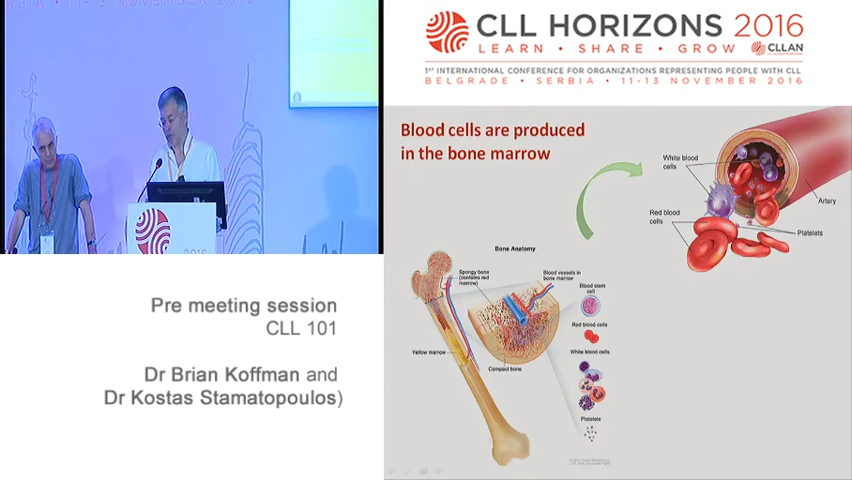 CLL HORIZONS 2016
LEARN • SHARE • GROW
CLLAN
1ST INTERNATIONAL CONFERENCE FOR ORGANIZATIONS REPRESENTING PEOPLE WITH CLL
BELGRADE • SERBIA • 11-13 NOVEMBER 2016
Blood cells are produced
in the bone marrow
White blood
cells
Artery
Red blood
cells
Platelets
Bone Anatomy
Spongy bone
(contains red
marrow)
Blood vessels in
bone marrow
Blood stem
cell
Red blood cells
Yellow marrow
White blood cells
Compact bone
Platelets
Pre meeting session
CLL 101
Dr Brian Koffman and
Dr Kostas Stamatopoulos)